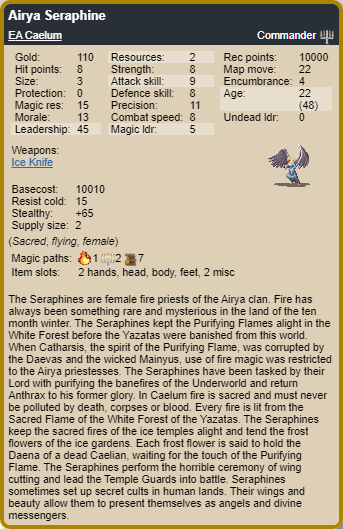 Airya Seraphine
EA Caelum Commander
Gold: 110 Resources: 2 Rec points: 10000
Hit points: 8 Strength: 8 Map move: 22
Size: 3 Attack skill: 9 Encumbrance: 4
Protection: 0 Defence skill: 8 Age: 22
Magic res: 15 Precision: 11 (48)
Morale: 13 Combat speed: 8 Undead ldr: 0
Leadership: 45 Magic ldr: 5
Weapons:
Ice Knife
Basecost: 10010
Resist cold: 15
Stealthy: +65
Supply size: 2
(Sacred, flying, female)
Magic paths: 1 2 7
Item slots: 2 hands, head, body, feet, 2 misc
The Seraphines are female fire priests of the Airya clan. Fire has
always been something rare and mysterious in the land of the ten
month winter. The Seraphines kept the Purifying Flames alight in the
White Forest before the Yazatas were banished from this world.
When Catharsis, the spirit of the Purifying Flame, was corrupted by
the Daevas and the wicked Mainyus, use of fire magic was restricted
to the Airya priestesses. The Seraphines have been tasked by their
Lord with purifying the banefires of the Underworld and return
Anthrax to his former glory. In Caelum fire is sacred and must never
be polluted by death, corpses or blood. Every fire is lit from the
Sacred Flame of the White Forest of the Yazatas. The Seraphines
keep the sacred fires of the ice temples alight and tend the frost
flowers of the ice gardens. Each frost flower is said to hold the
Daena of a dead Caelian, waiting for the touch of the Purifying
Flame. The Seraphines perform the horrible ceremony of wing
cutting and lead the Temple Guards into battle. Seraphines
sometimes set up secret cults in human lands. Their wings and
beauty allow them to present themselves as angels and divine
messengers.